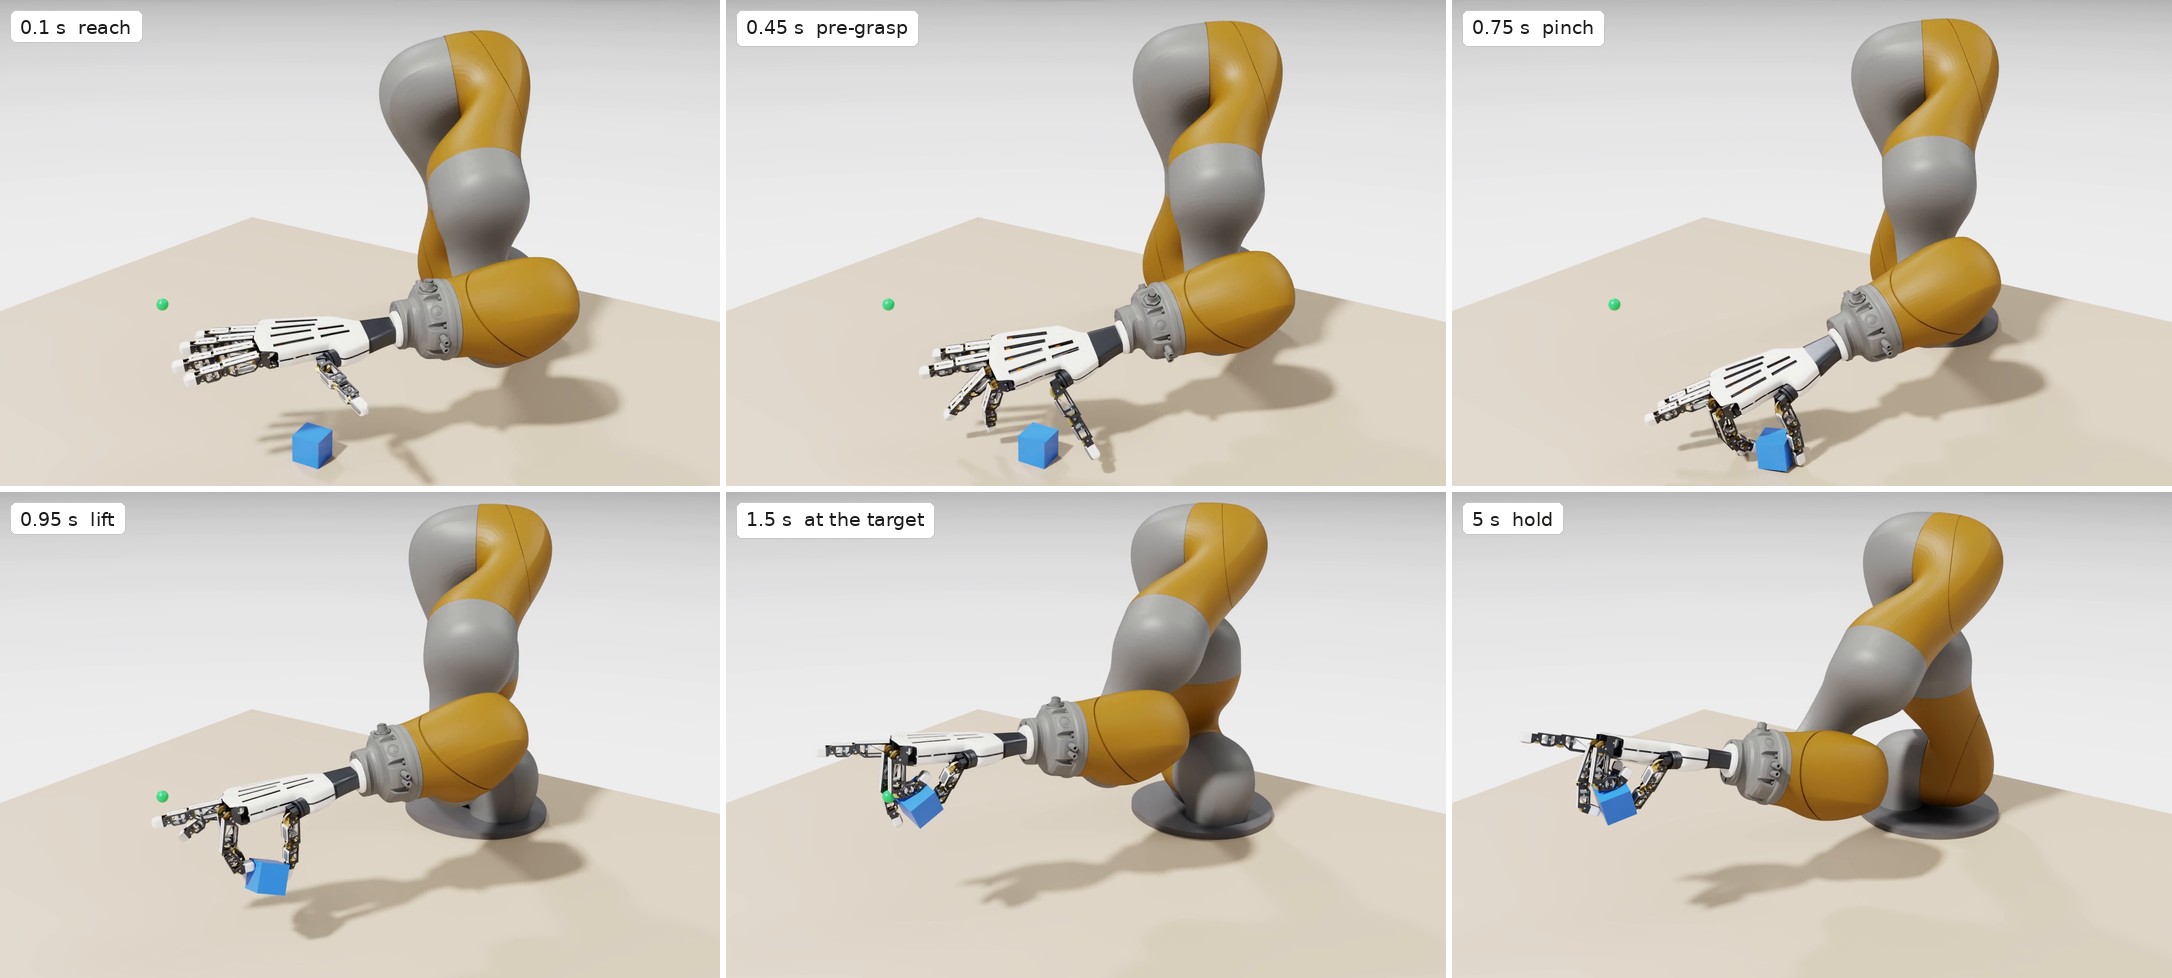 0.1 s reach
0.45 s pre-grasp
0.75 s pinch
0.95 s lift
1.5 s at the target
5 s hold